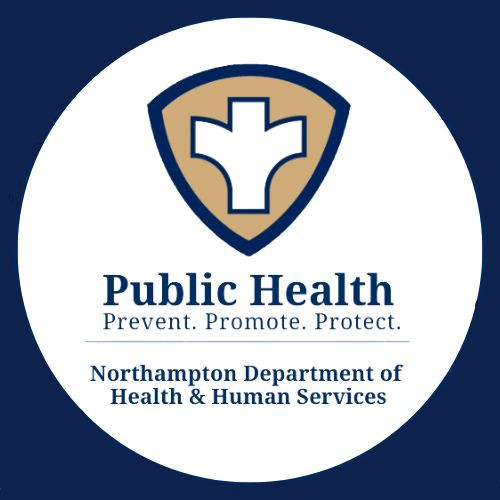 Public Health
Prevent. Promote. Protect.
Northampton Department of
Health & Human Services